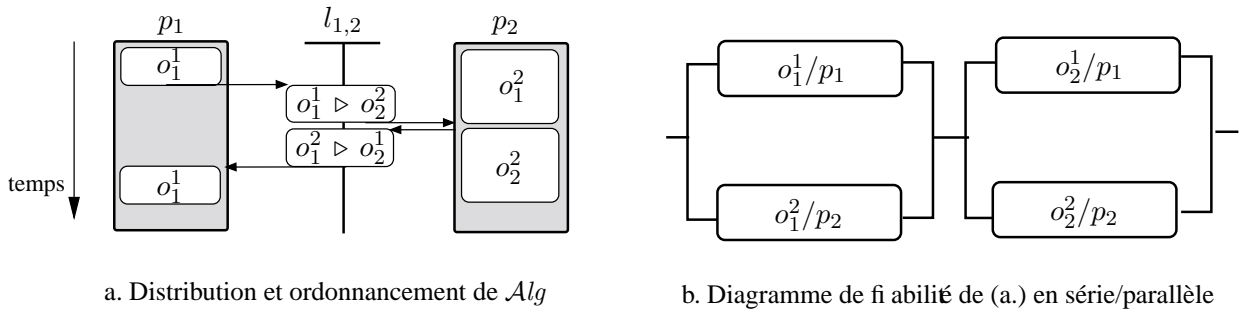 p₁ l₁,₂ p₂
o₁¹
o₁¹ ▷ o₂²
o₁²
o₁² ▷ o₂¹
o₂²
o₁¹
temps
o₁¹/p₁ o₂¹/p₁
o₁²/p₂ o₂²/p₂
a. Distribution et ordonnancement de 𝒜lg
b. Diagramme de fi abilité de (a.) en série/parallèle